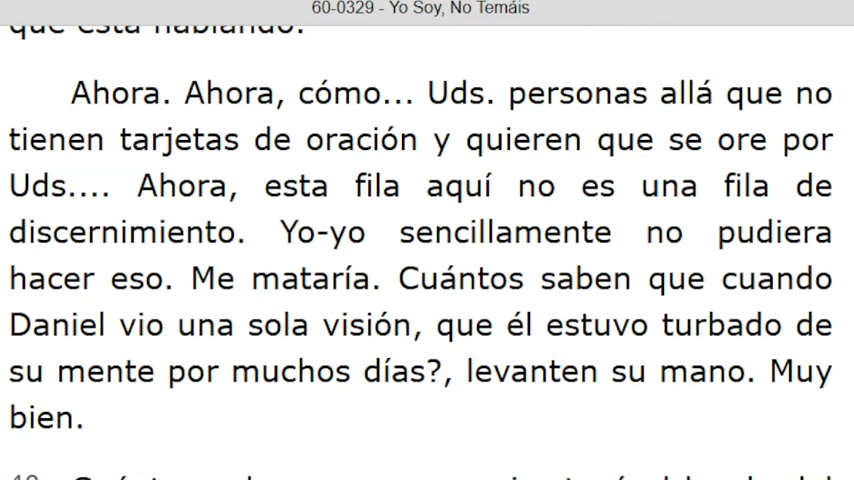 60-0329 - Yo Soy, No Temáis
que está hablando.
Ahora. Ahora, cómo... Uds. personas allá que no
tienen tarjetas de oración y quieren que se ore por
Uds.... Ahora, esta fila aquí no es una fila de
discernimiento. Yo-yo sencillamente no pudiera
hacer eso. Me mataría. Cuántos saben que cuando
Daniel vio una sola visión, que él estuvo turbado de
su mente por muchos días?, levanten su mano. Muy
bien.